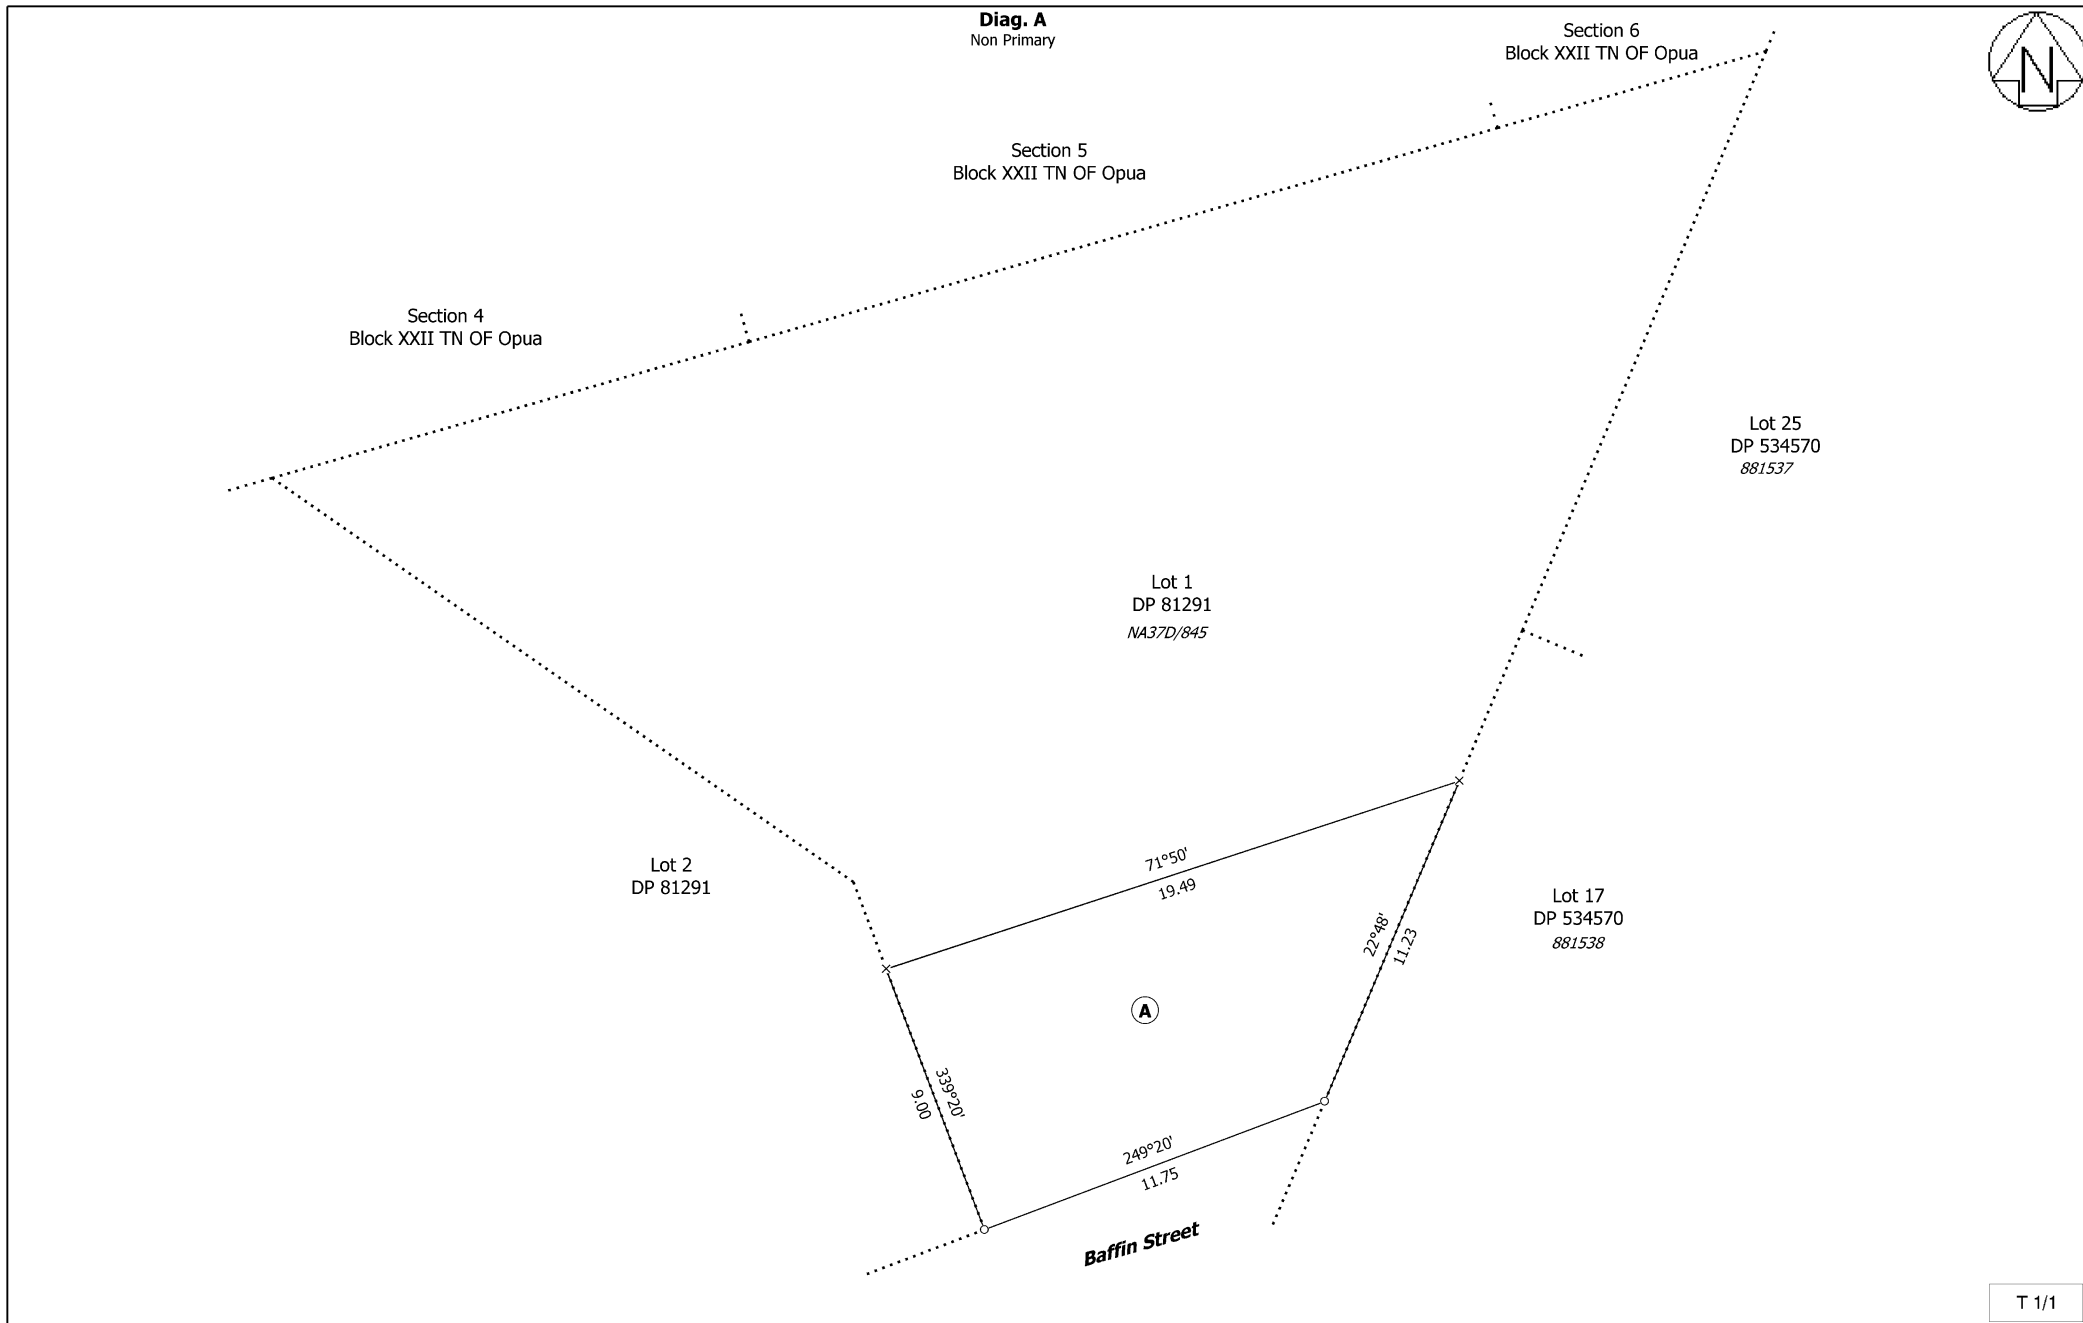 Diag. A
Non Primary
Section 6
Block XXII TN OF Opua
N
Section 5
Block XXII TN OF Opua
Section 4
Block XXII TN OF Opua
Lot 25
DP 534570
881537
Lot 1
DP 81291
NA37D/845
71°50'
19.49
Lot 2
DP 81291
Lot 17
DP 534570
881538
22°48'
11.23
A
339°20'
9.00
249°20'
11.75
Baffin Street
T 1/1